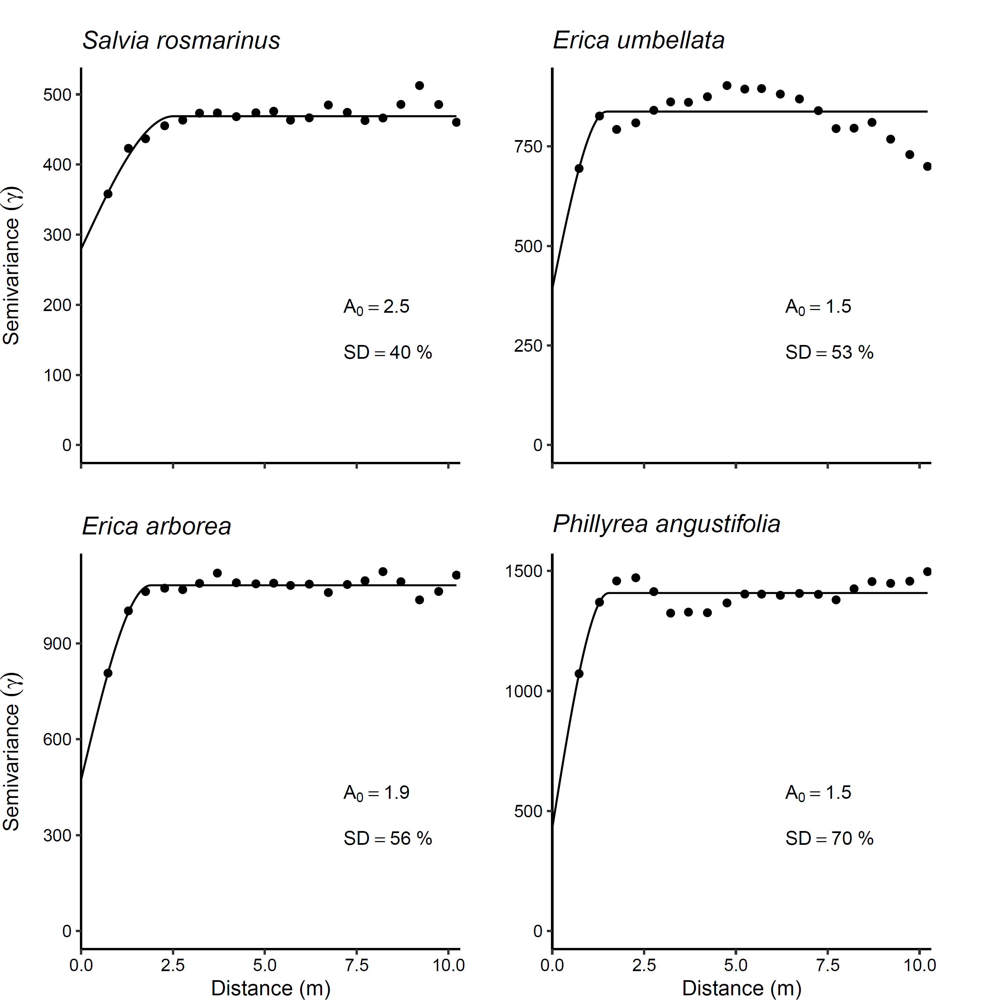 Salvia rosmarinus
Semivariance (γ)
500
400
300
200
100
0
A₀ = 2.5
SD = 40 %
Erica umbellata
750
500
250
0
A₀ = 1.5
SD = 53 %
Erica arborea
Semivariance (γ)
900
600
300
0
A₀ = 1.9
SD = 56 %
0.0 2.5 5.0 7.5 10.0
Distance (m)
Phillyrea angustifolia
1500
1000
500
0
A₀ = 1.5
SD = 70 %
0.0 2.5 5.0 7.5 10.0
Distance (m)